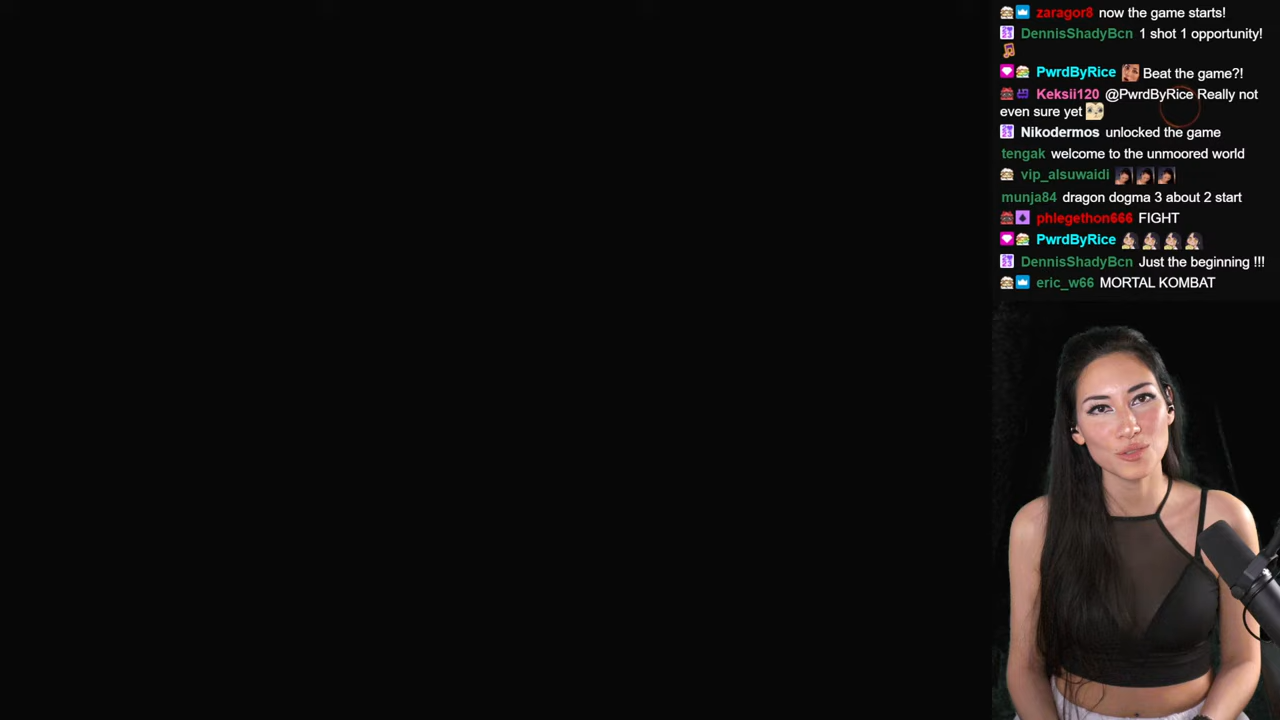 zaragor8 now the game starts!
DennisShadyBcn 1 shot 1 opportunity!
PwrdByRice Beat the game?!
Keksii120 @PwrdByRice Really not
even sure yet
Nikodermos unlocked the game
tengak welcome to the unmoored world
vip_alsuwaidi
munja84 dragon dogma 3 about 2 start
phlegethon666 FIGHT
PwrdByRice
DennisShadyBcn Just the beginning !!!
eric_w66 MORTAL KOMBAT